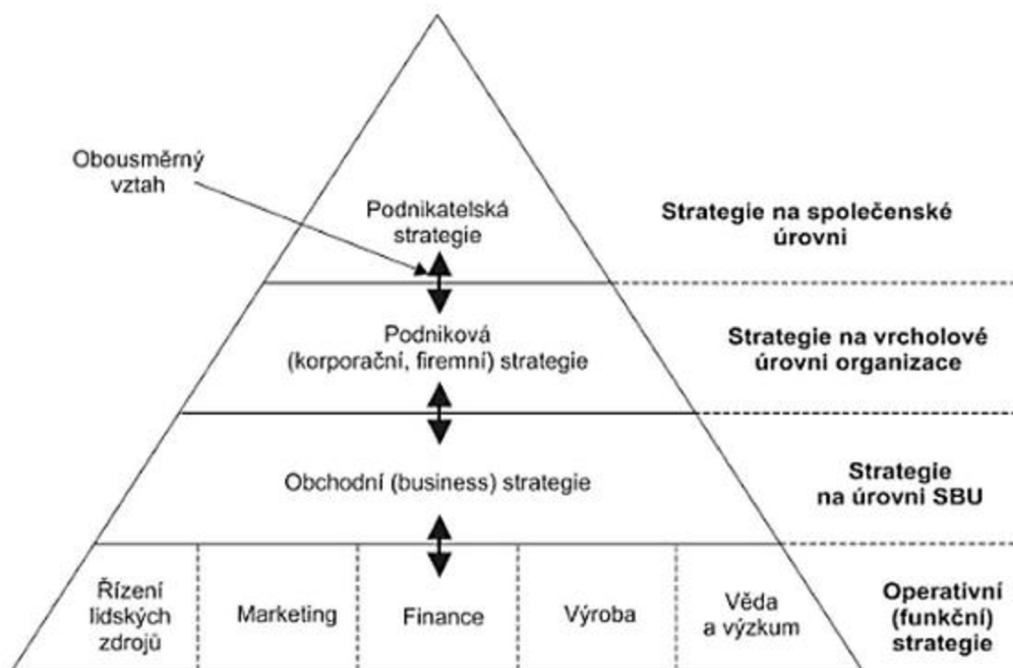 Obousměrný
vztah
Podnikatelská
strategie
Strategie na společenské
úrovni
Podniková
(korporační, firemní) strategie
Strategie na vrcholové
úrovni organizace
Obchodní (business) strategie
Strategie
na úrovni SBU
Řízení
lidských
zdrojů
Marketing
Finance
Výroba
Věda
a výzkum
Operativní
(funkční)
strategie